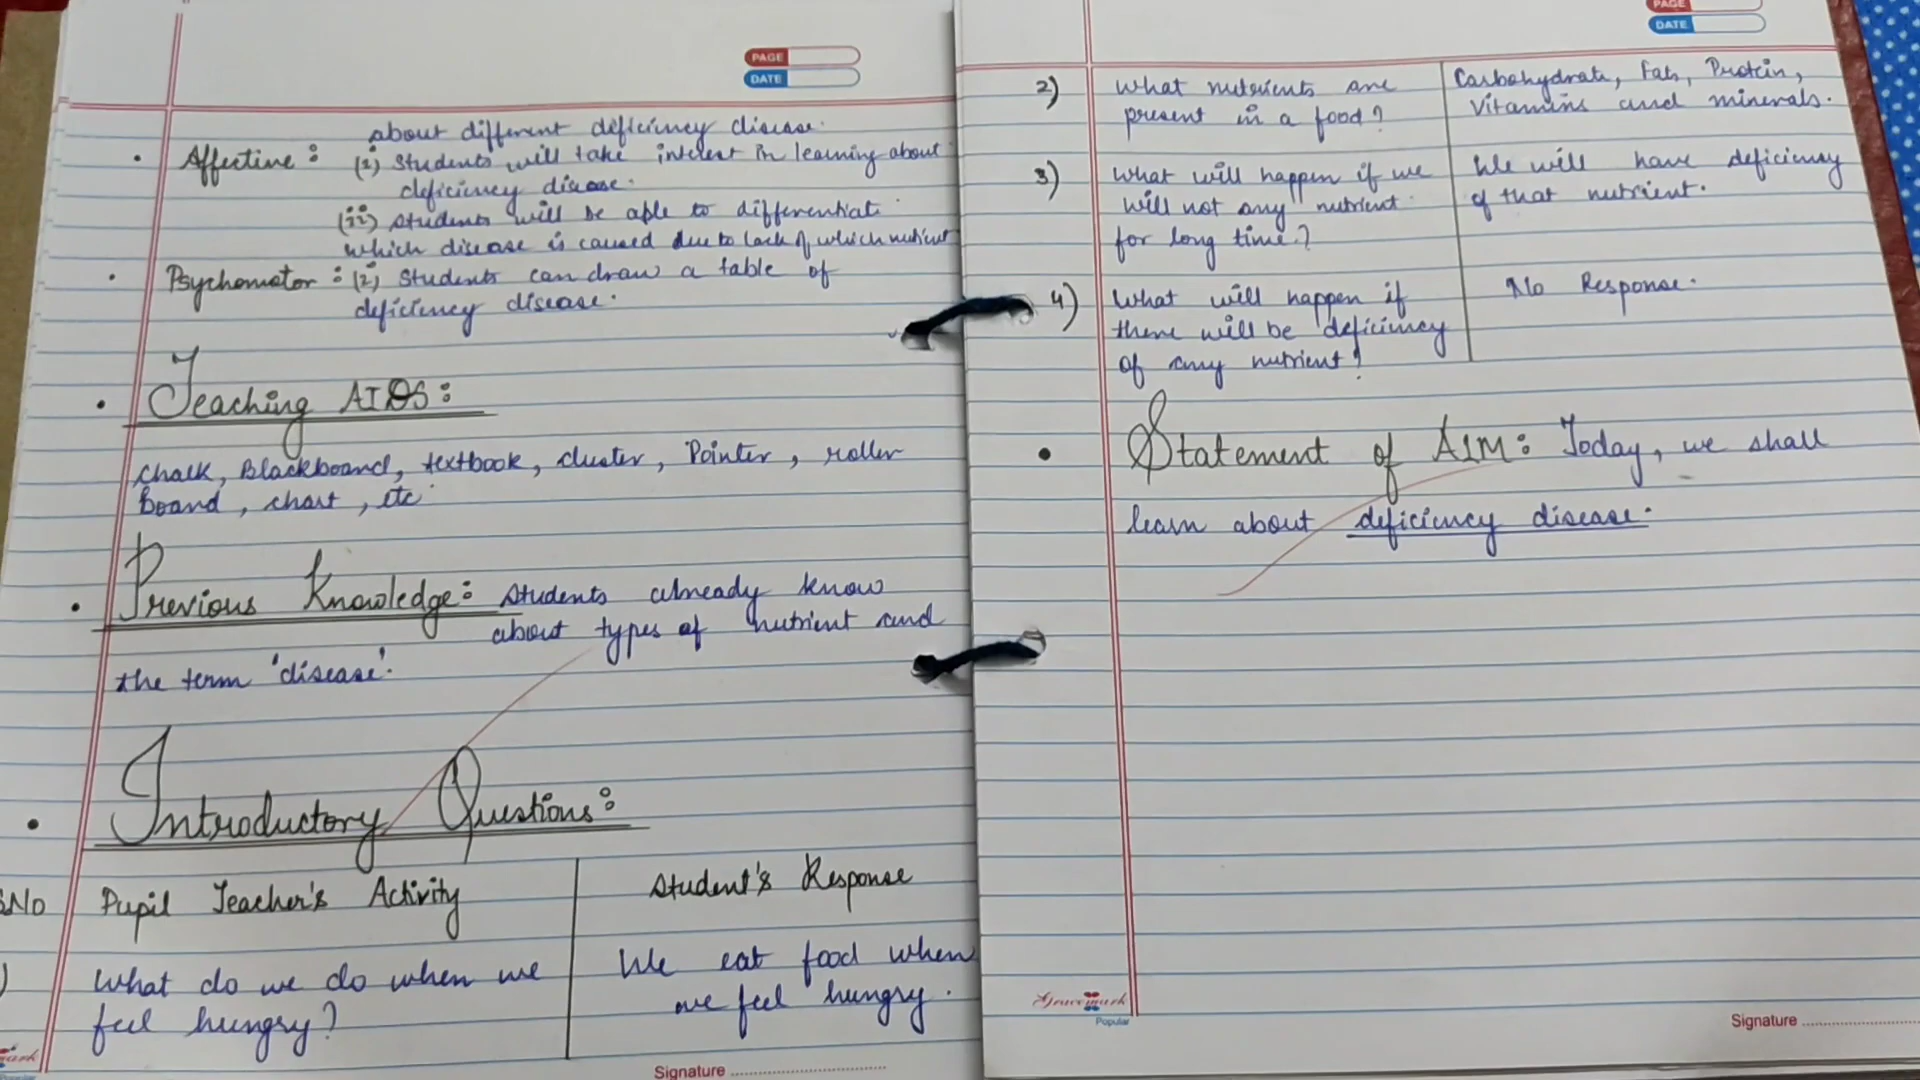 PAGE
DATE
about different deficiency disease.
• Affective : (i) Students will take interest in learning about
deficiency disease.
(ii) Students will be able to differentiate
which disease is caused due to lack of which nutrient
• Psychomotor : (i) Students can draw a table of
deficiency disease.
• Teaching AIDS :
Chalk, Blackboard, textbook, duster, Pointer, roller
board, chart, etc
• Previous Knowledge : Students already know
about types of nutrient and
the term 'disease'.
• Introductory Questions :
S.No Pupil Teacher's Activity Student's Response
) What do we do when we We eat food when
feel hungry? we feel hungry.
Signature
PAGE
DATE
2) What nutrients are Carbohydrate, Fats, Protein,
present in a food? Vitamins and minerals.
3) What will happen if we We will have deficiency
will not any nutrient of that nutrient.
for long time?
4) What will happen if No Response.
there will be deficiency
of any nutrient?
• Statement of AIM : Today, we shall
learn about deficiency disease.
Gracemark
Popular
Signature